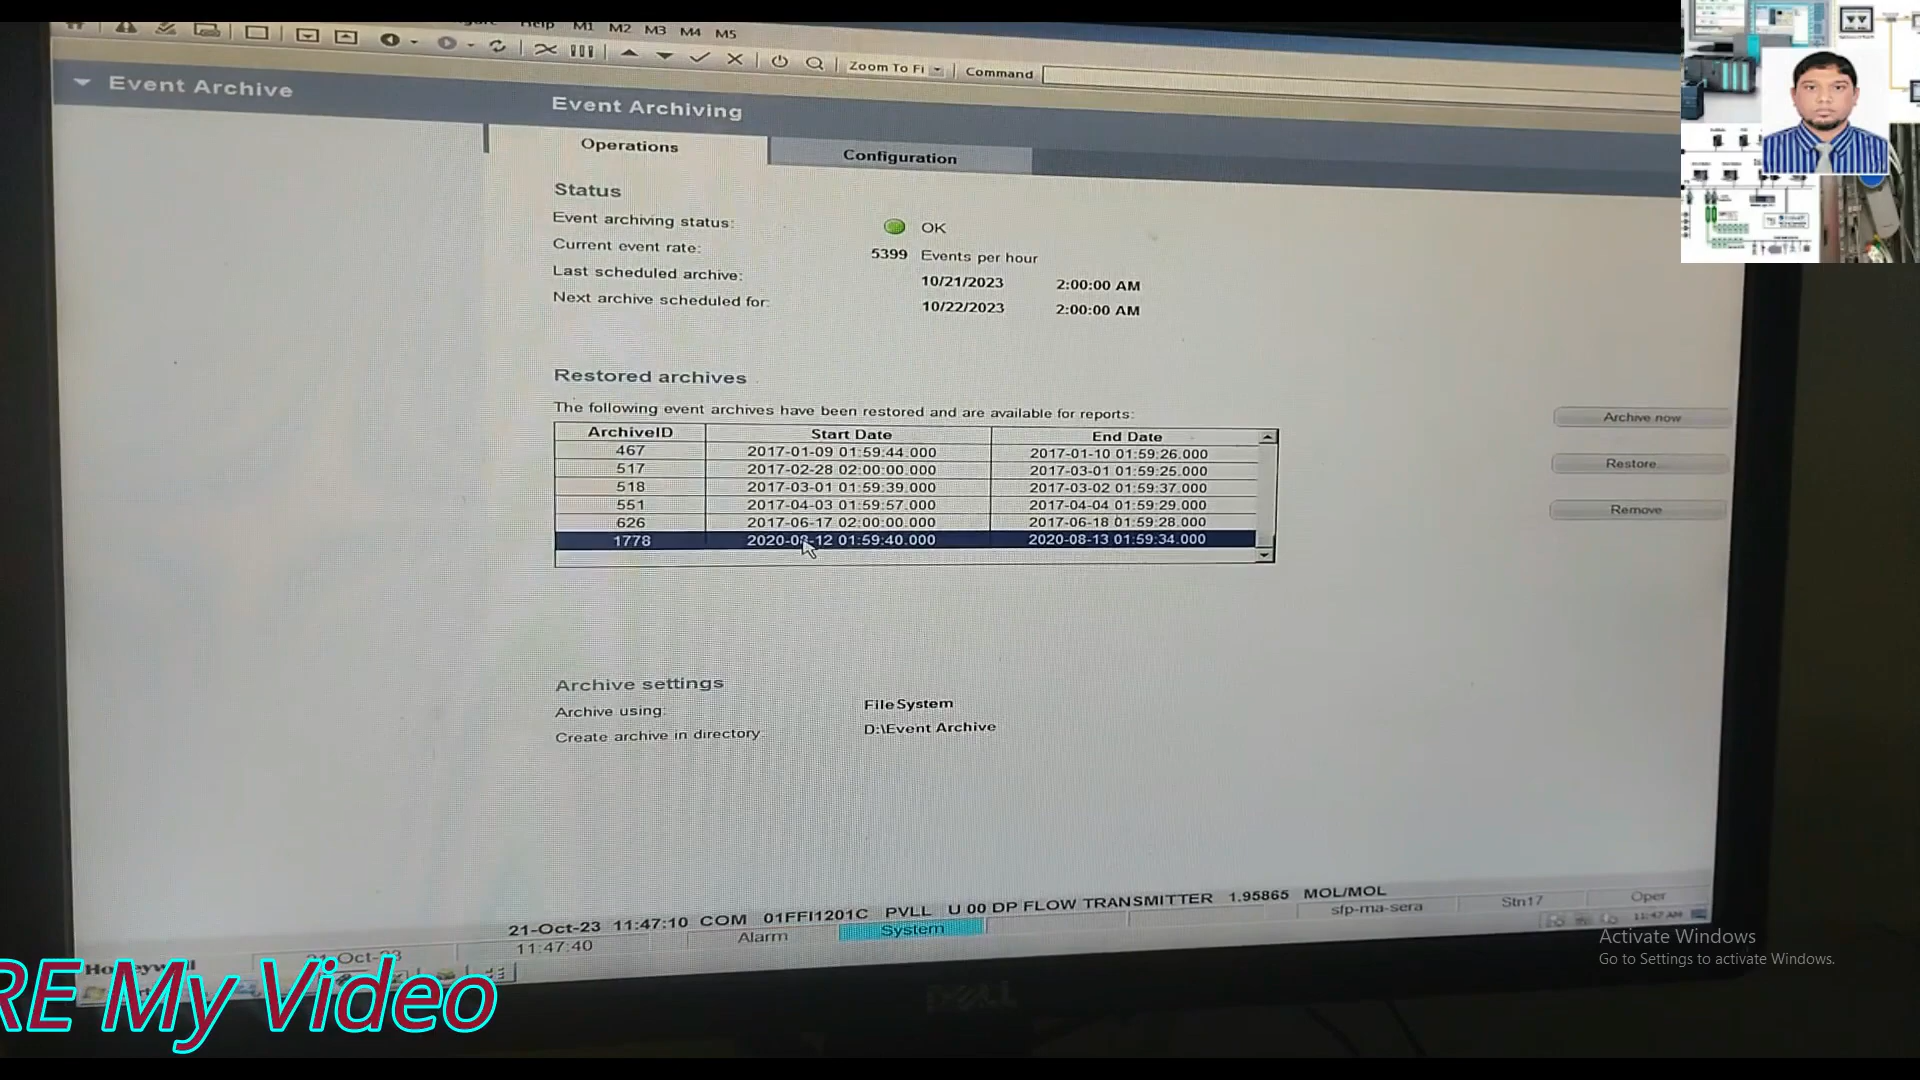 Help M1 M2 M3 M4 M5
Zoom To Fi Command
Event Archive
Event Archiving
Operations Configuration
Status
Event archiving status: OK
Current event rate: 5399 Events per hour
Last scheduled archive: 10/21/2023 2:00:00 AM
Next archive scheduled for: 10/22/2023 2:00:00 AM
Restored archives
The following event archives have been restored and are available for reports:
ArchiveID Start Date End Date
467 2017-01-09 01:59:44.000 2017-01-10 01:59:26.000
517 2017-02-28 02:00:00.000 2017-03-01 01:59:25.000
518 2017-03-01 01:59:39.000 2017-03-02 01:59:37.000
551 2017-04-03 01:59:57.000 2017-04-04 01:59:29.000
626 2017-06-17 02:00:00.000 2017-06-18 01:59:28.000
1778 2020-08-12 01:59:40.000 2020-08-13 01:59:34.000
Archive now
Restore...
Remove
Archive settings
Archive using: FileSystem
Create archive in directory: D:\Event Archive
21-Oct-23 11:47:10 COM 01FFI1201C PVLL U 00 DP FLOW TRANSMITTER 1.95865 MOL/MOL
11:47:40 Alarm System sfp-ma-sera Stn17 Oper
11:47 AM
Activate Windows
Go to Settings to activate Windows.
RE My Video
DELL